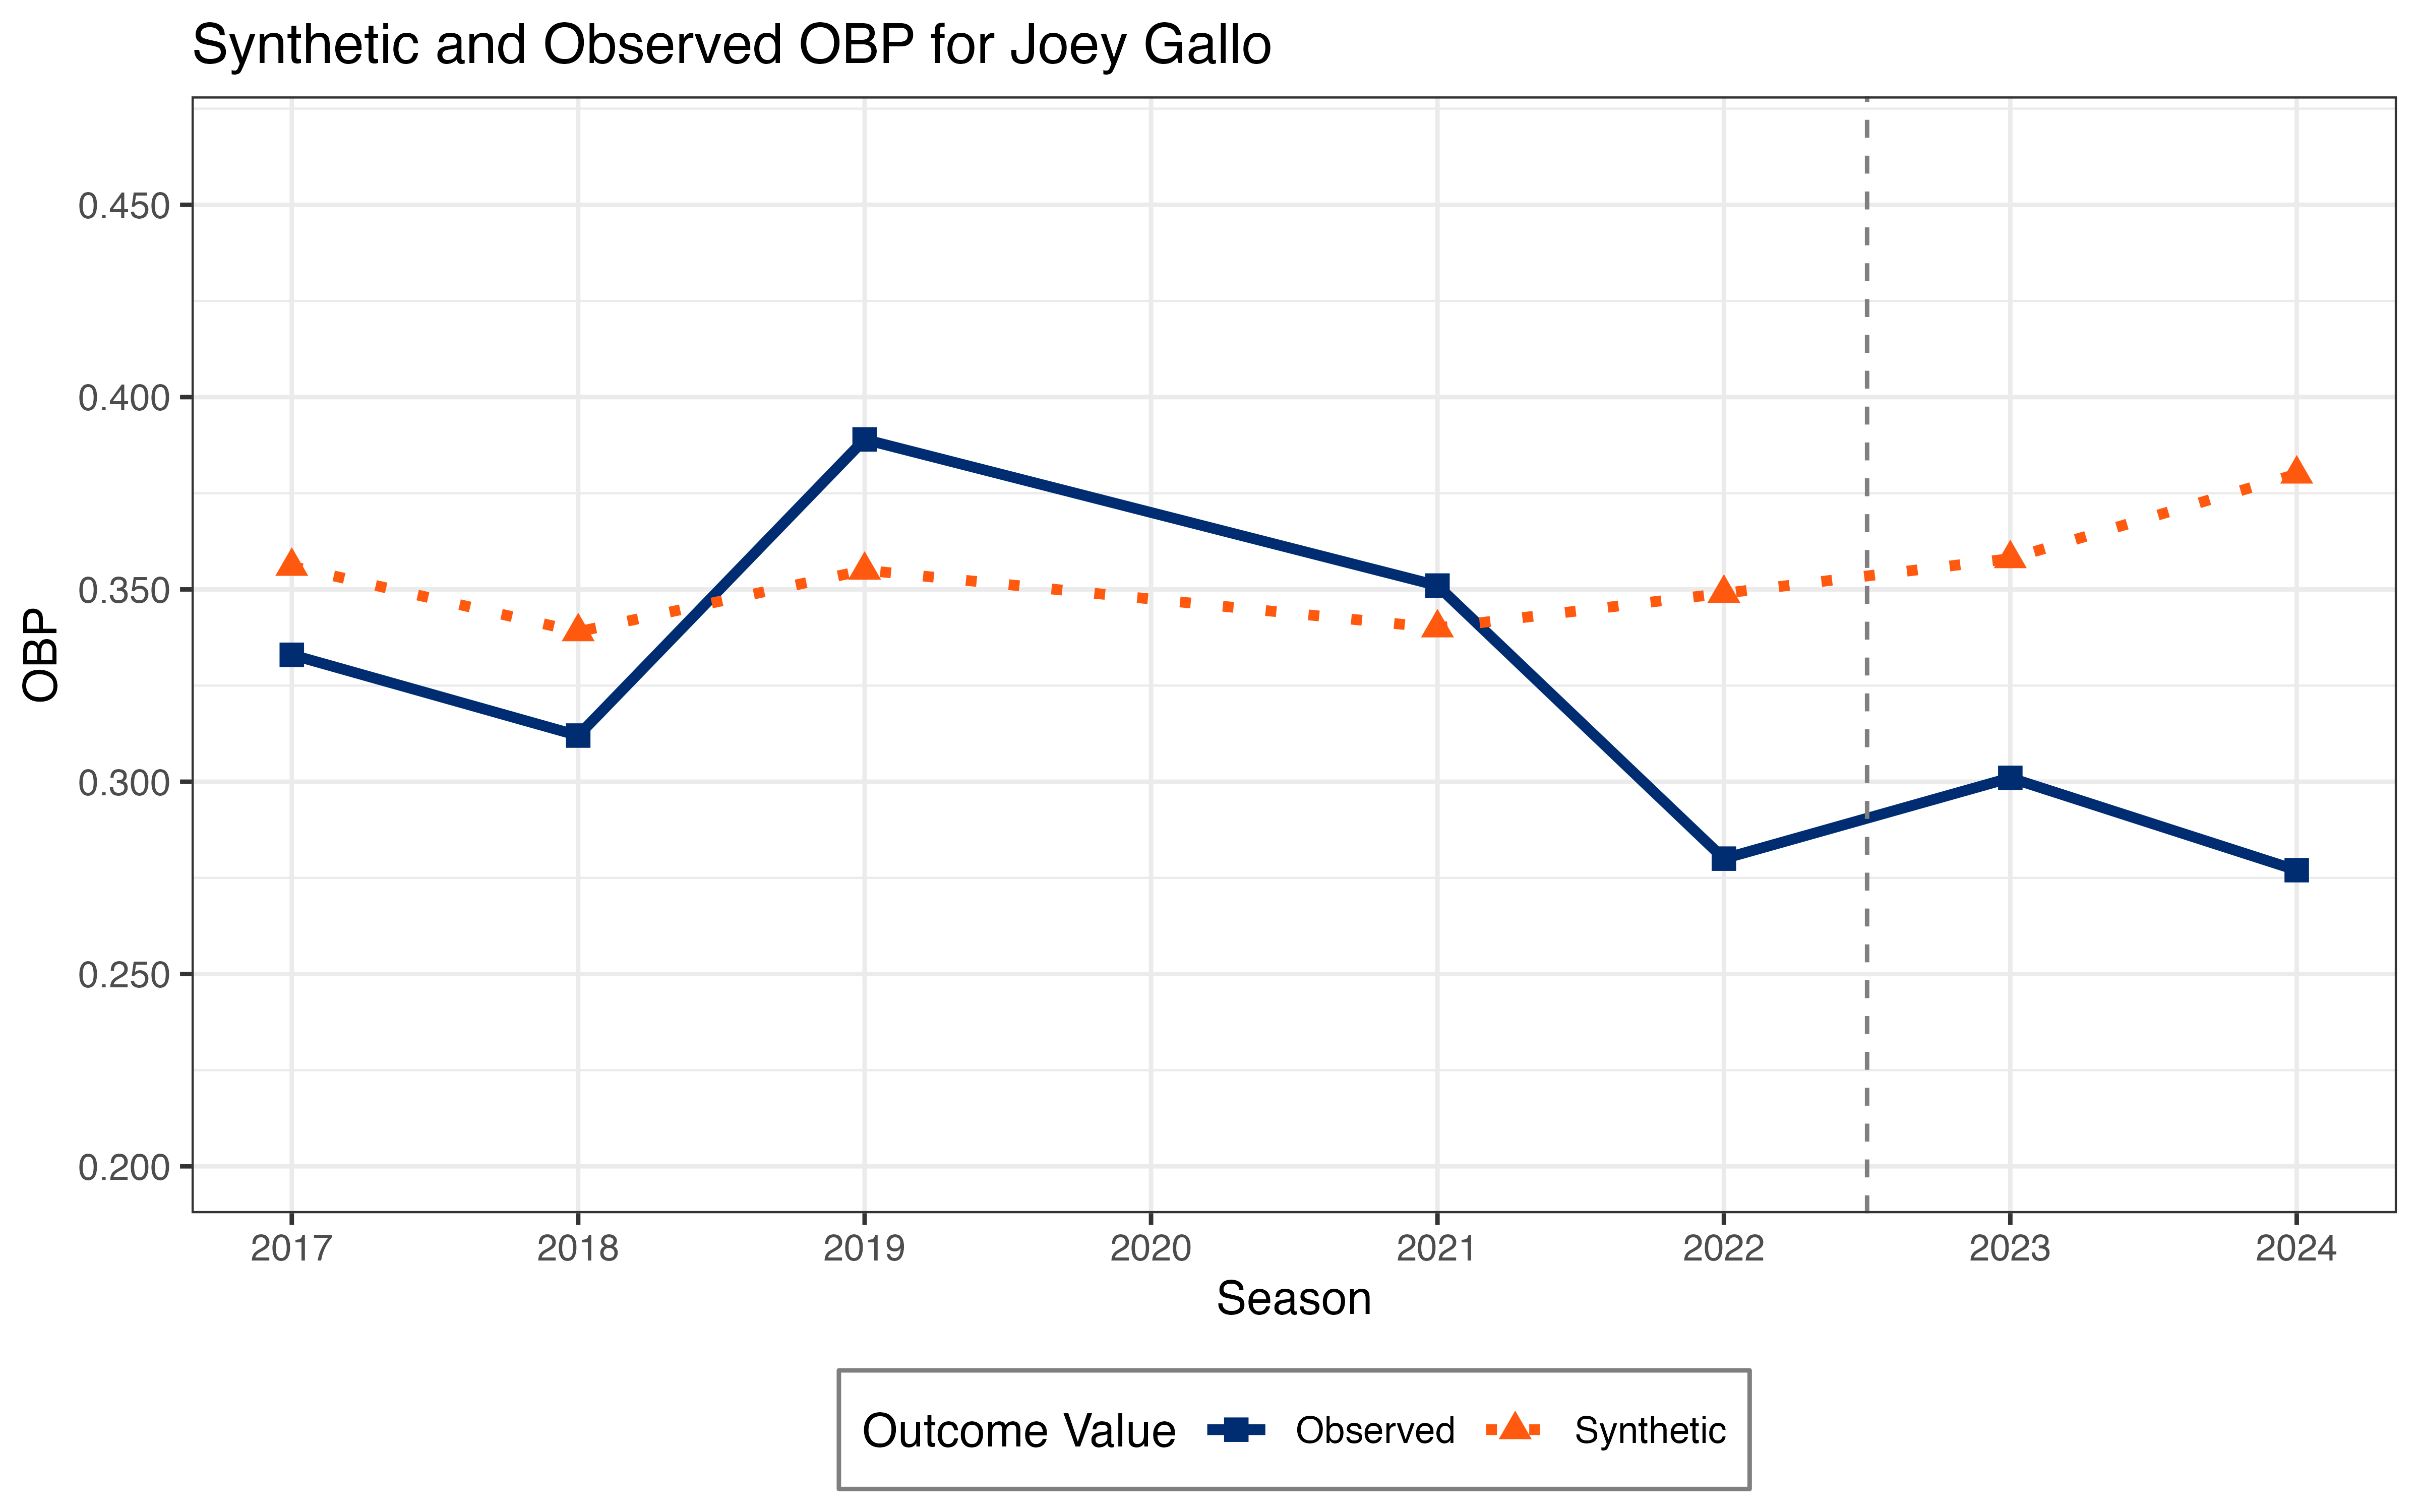 Synthetic and Observed OBP for Joey Gallo
OBP
0.450
0.400
0.350
0.300
0.250
0.200
2017 2018 2019 2020 2021 2022 2023 2024
Season
Outcome Value Observed Synthetic